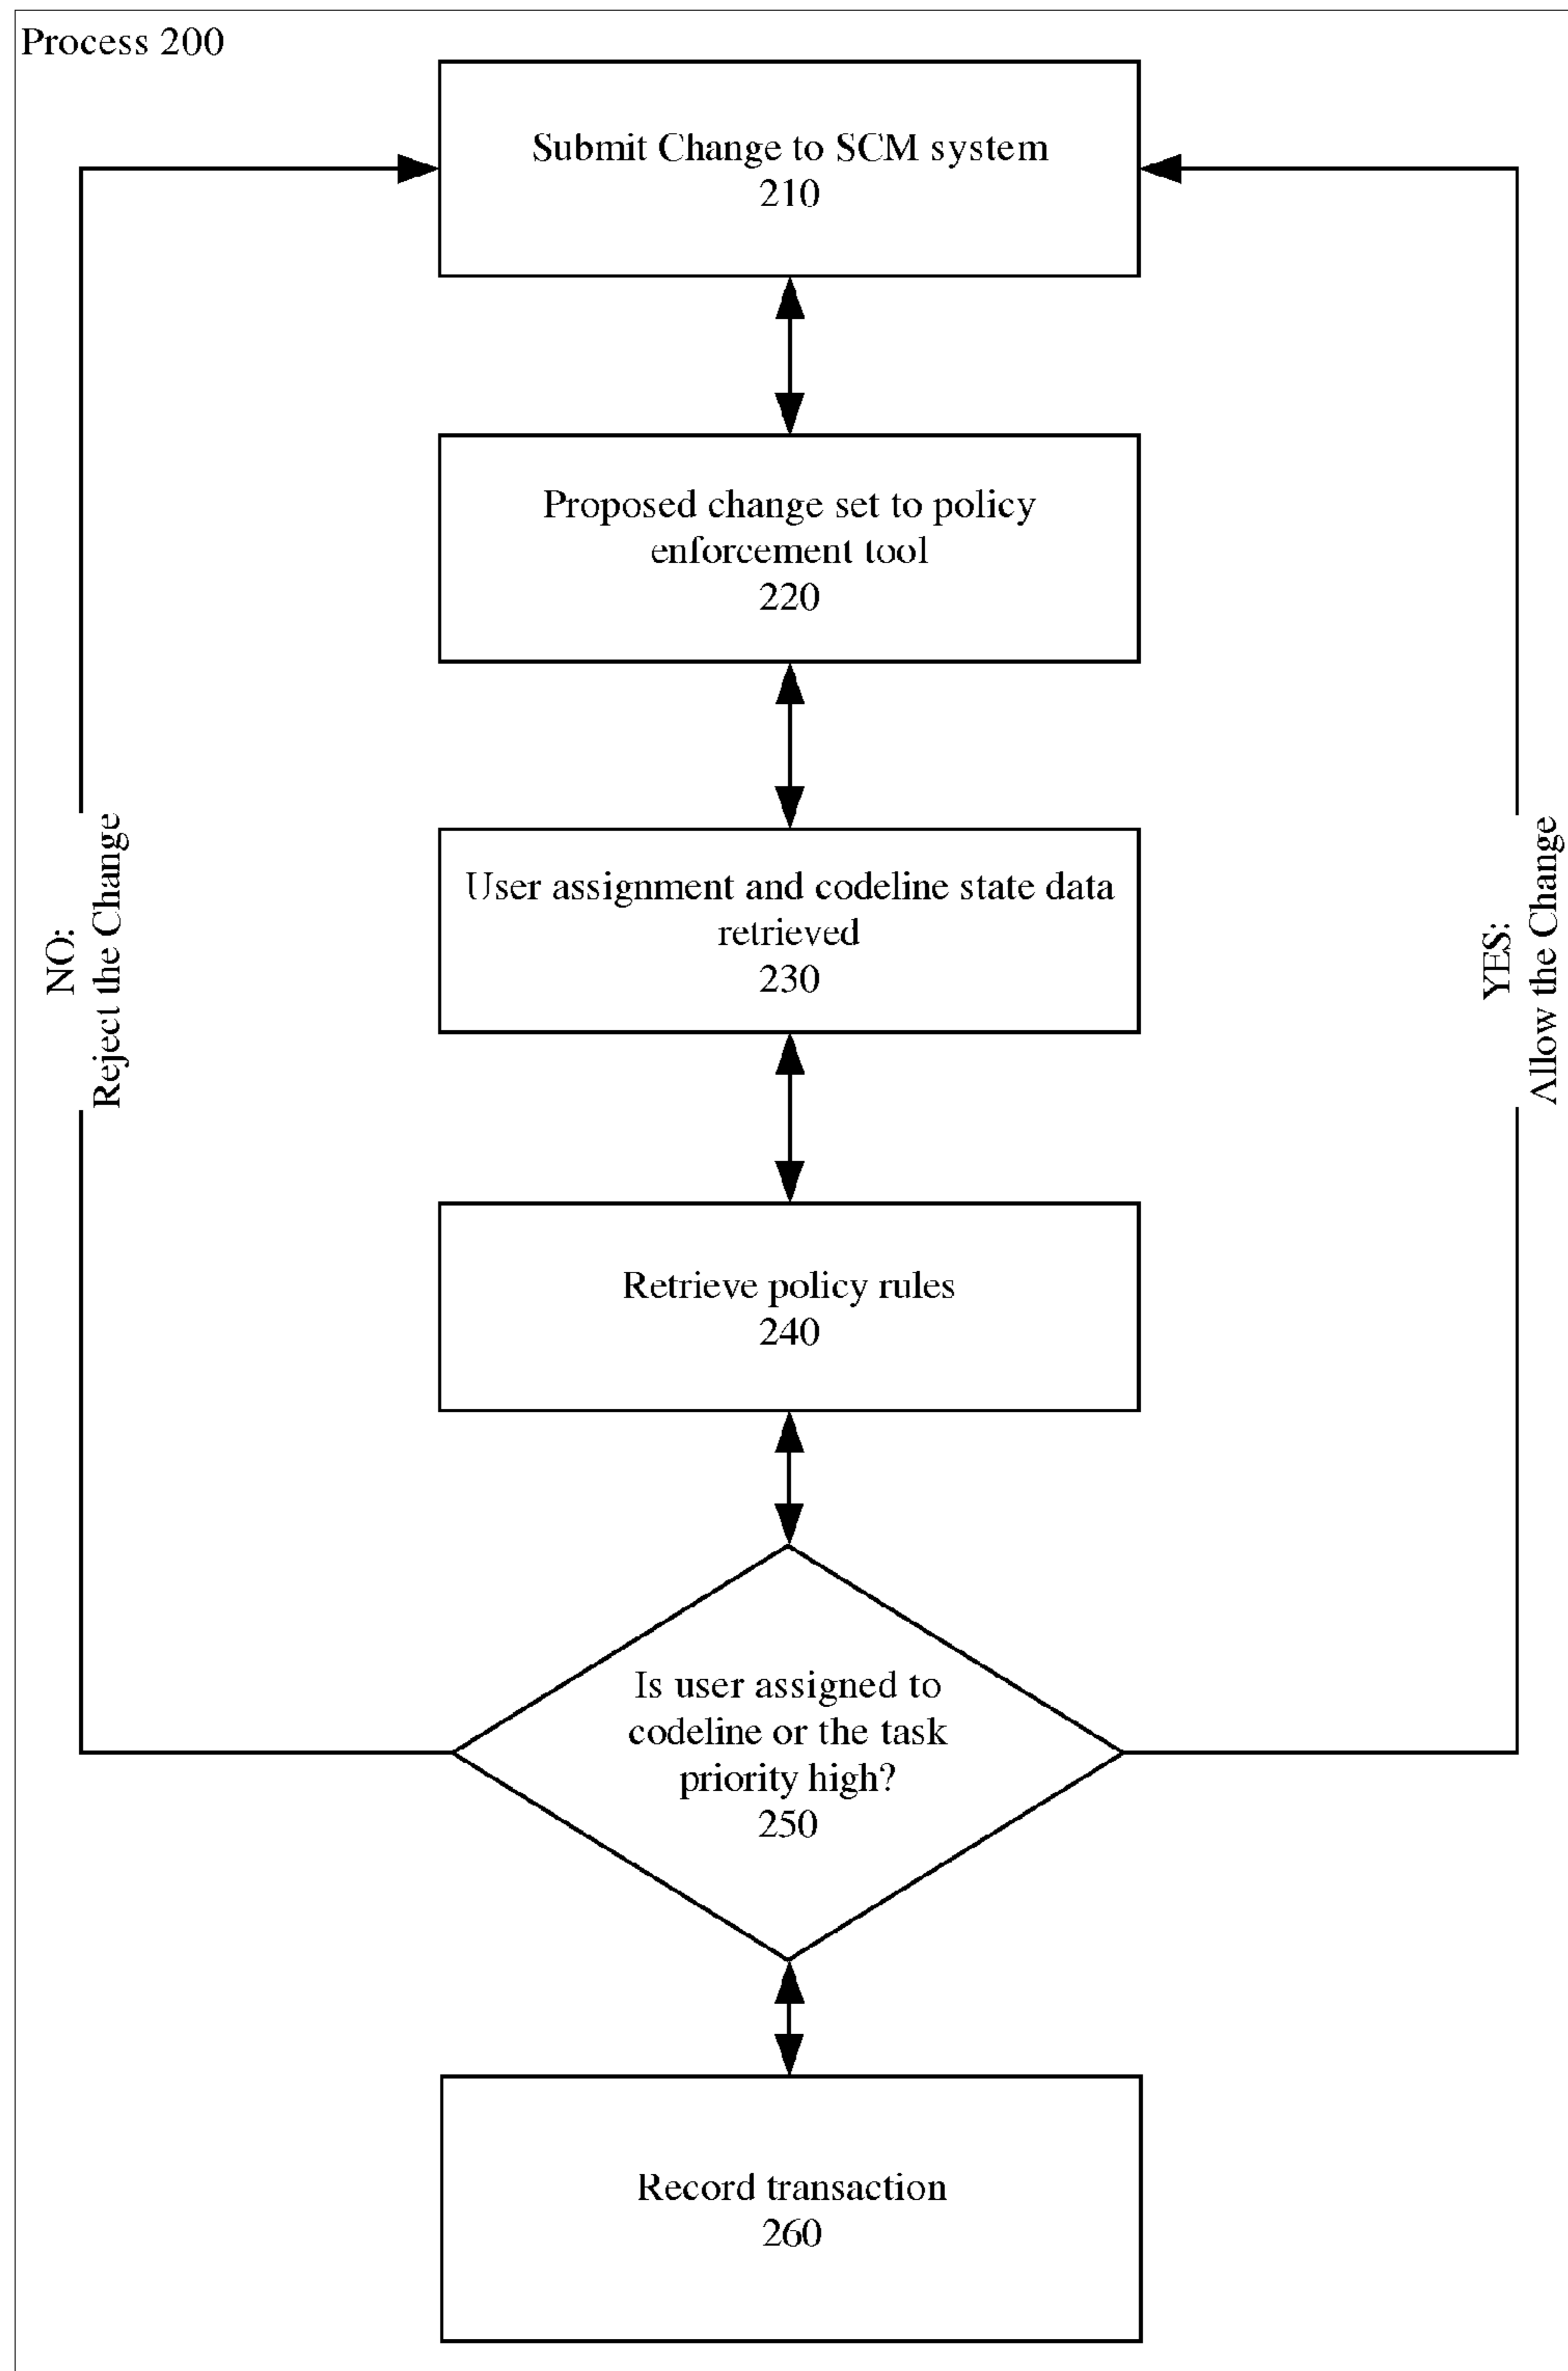 Process 200
Submit Change to SCM system
210
Proposed change set to policy
enforcement tool
220
User assignment and codeline state data
retrieved
230
NO:
Reject the Change
YES:
Allow the Change
Retrieve policy rules
240
Is user assigned to
codeline or the task
priority high?
250
Record transaction
260